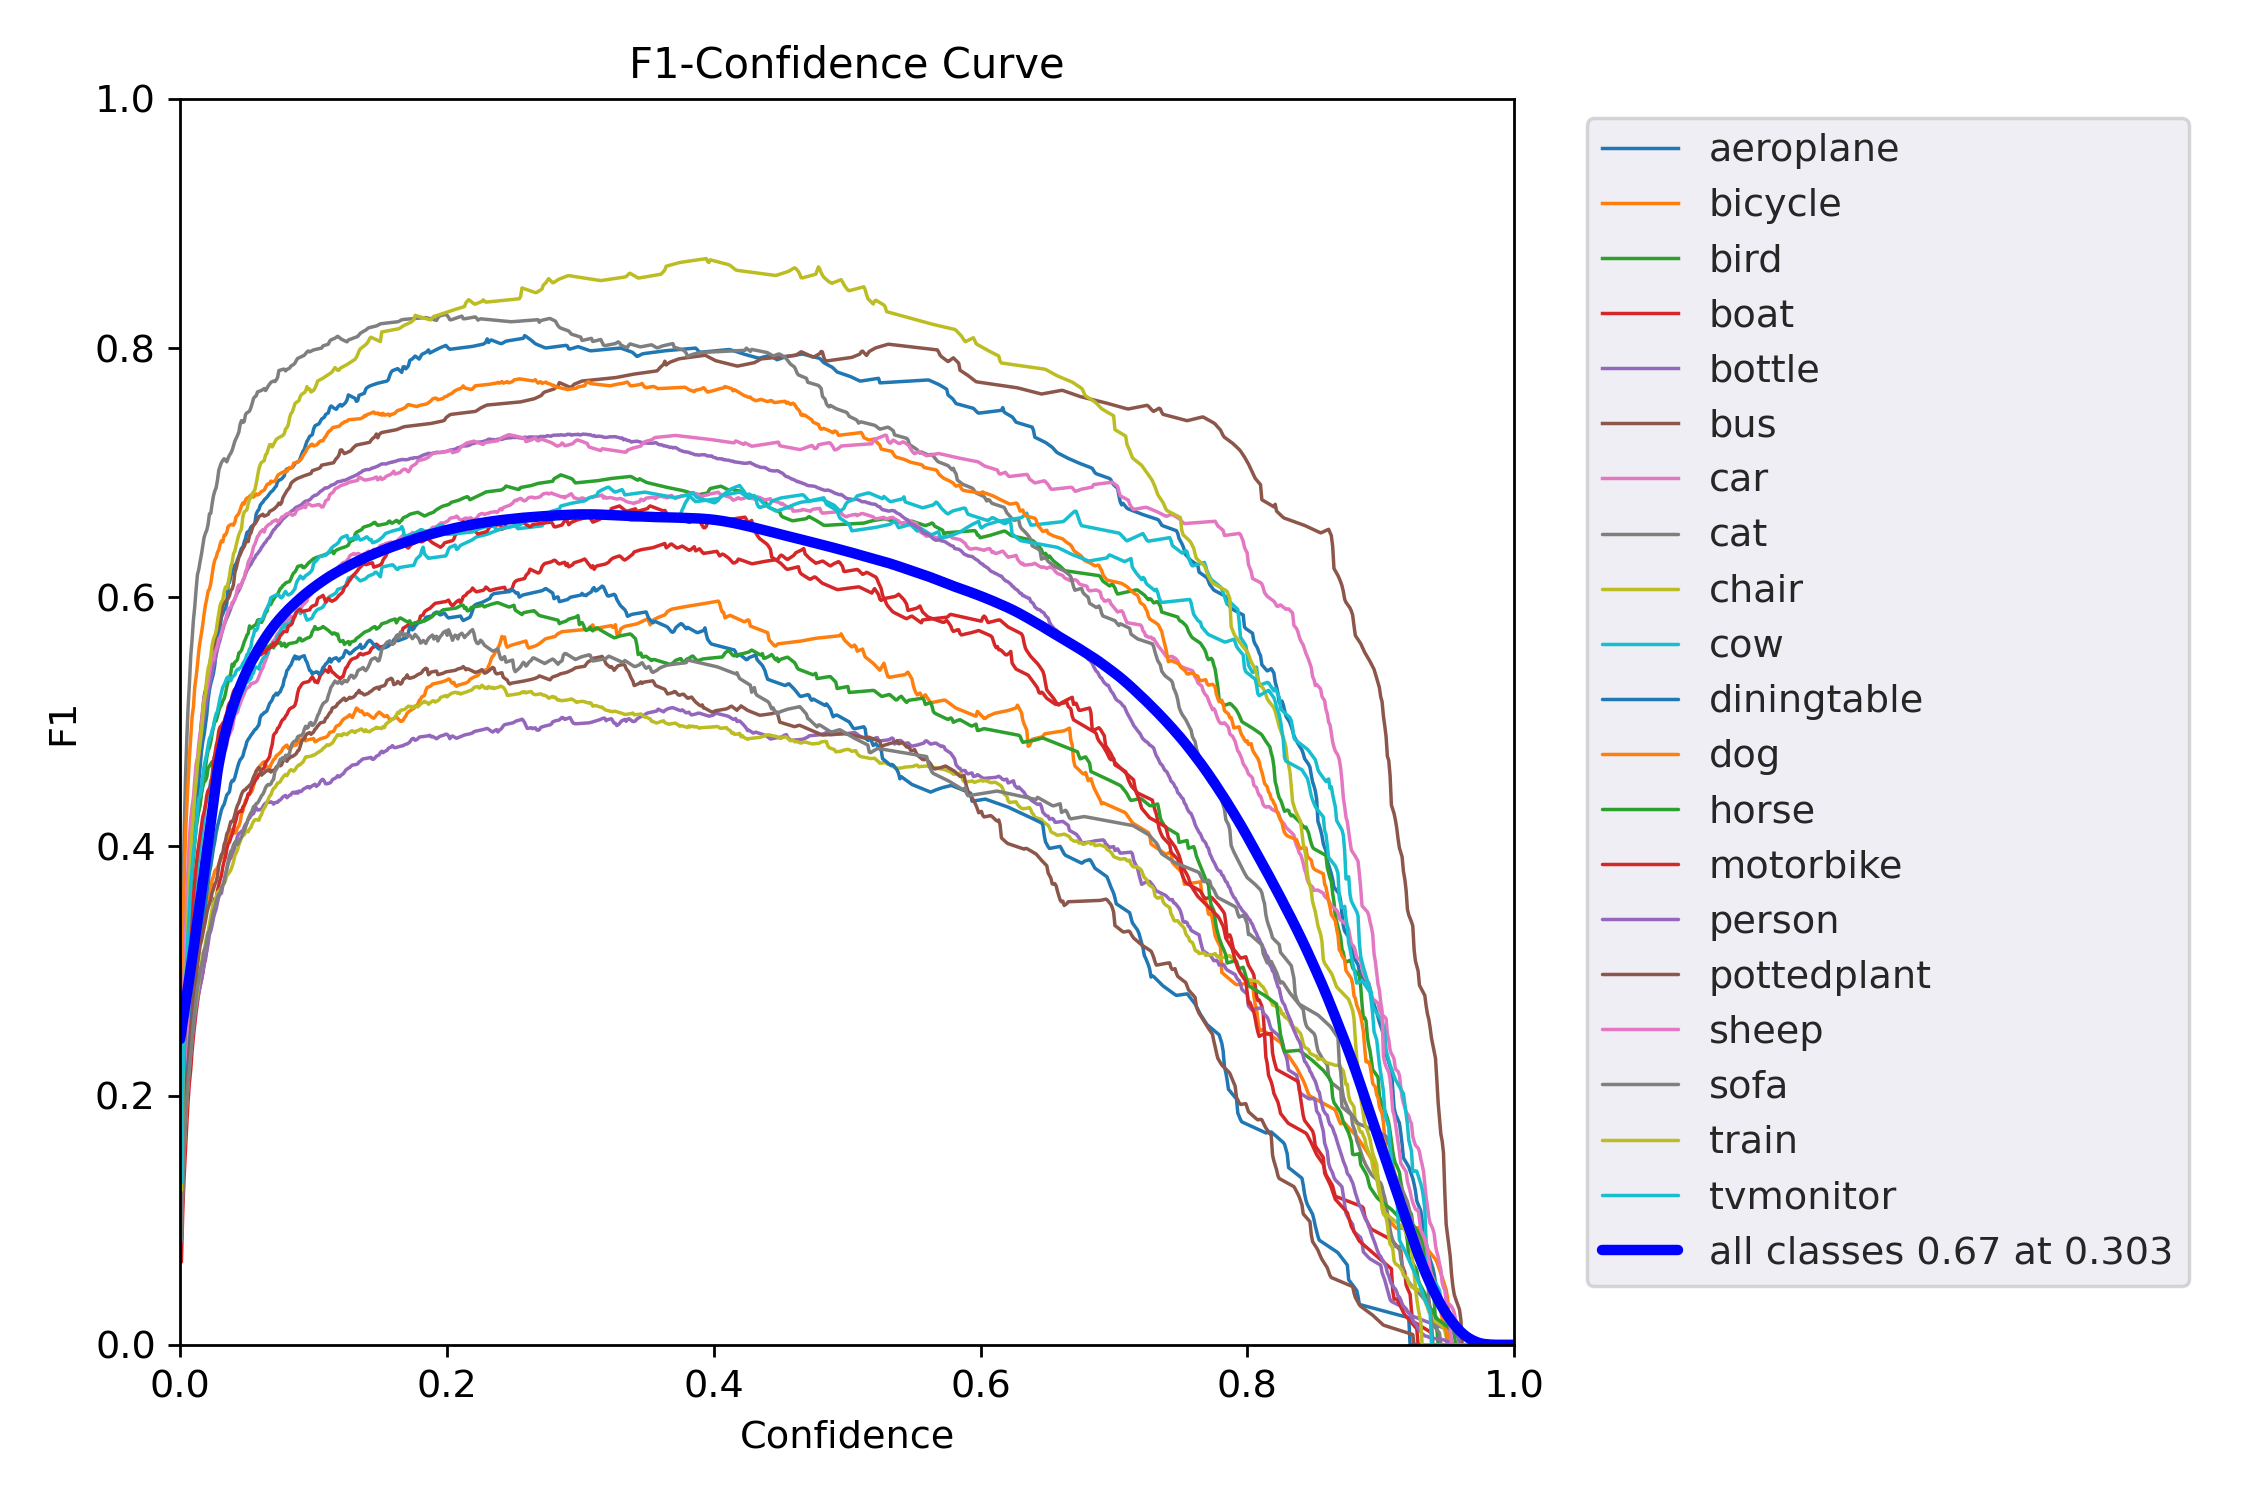 F1-Confidence Curve
1.0
0.8
0.6
0.4
0.2
0.0
F1
0.0 0.2 0.4 0.6 0.8 1.0
Confidence
aeroplane
bicycle
bird
boat
bottle
bus
car
cat
chair
cow
diningtable
dog
horse
motorbike
person
pottedplant
sheep
sofa
train
tvmonitor
all classes 0.67 at 0.303